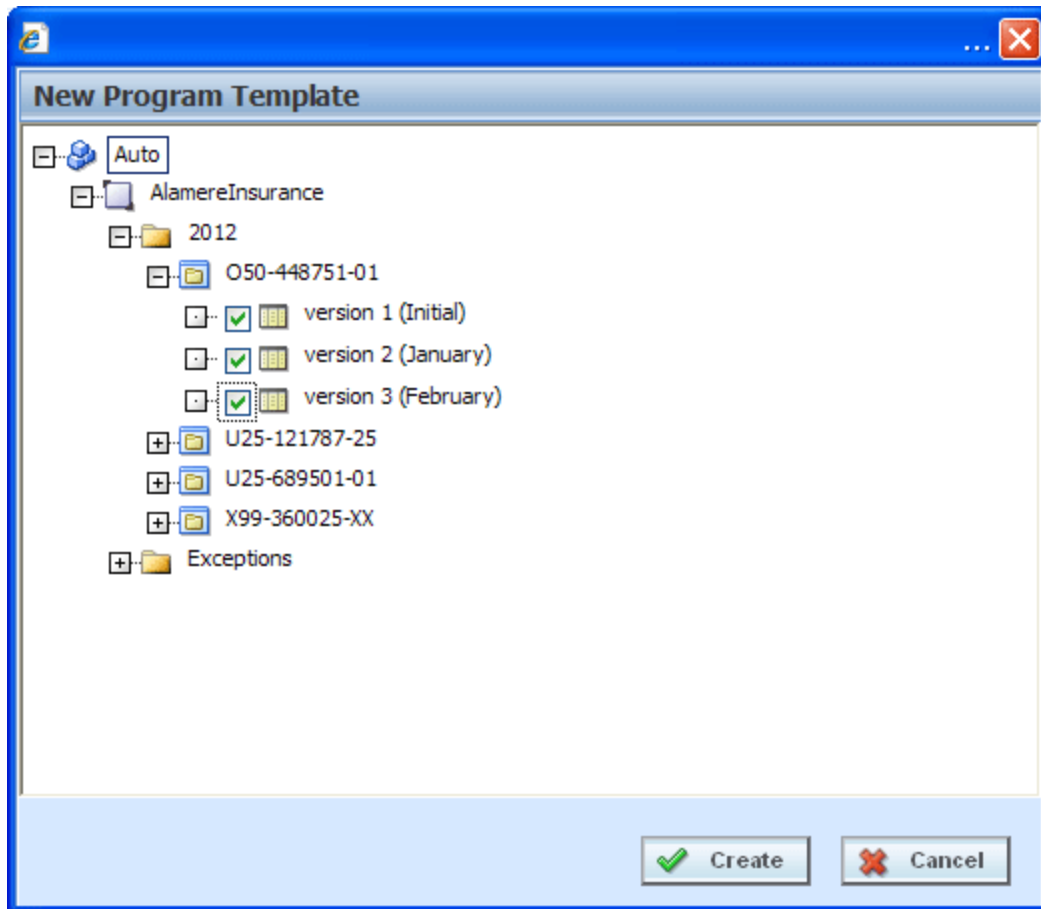 ...
New Program Template
Auto
AlamereInsurance
2012
O50-448751-01
version 1 (Initial)
version 2 (January)
version 3 (February)
U25-121787-25
U25-689501-01
X99-360025-XX
Exceptions
Create Cancel